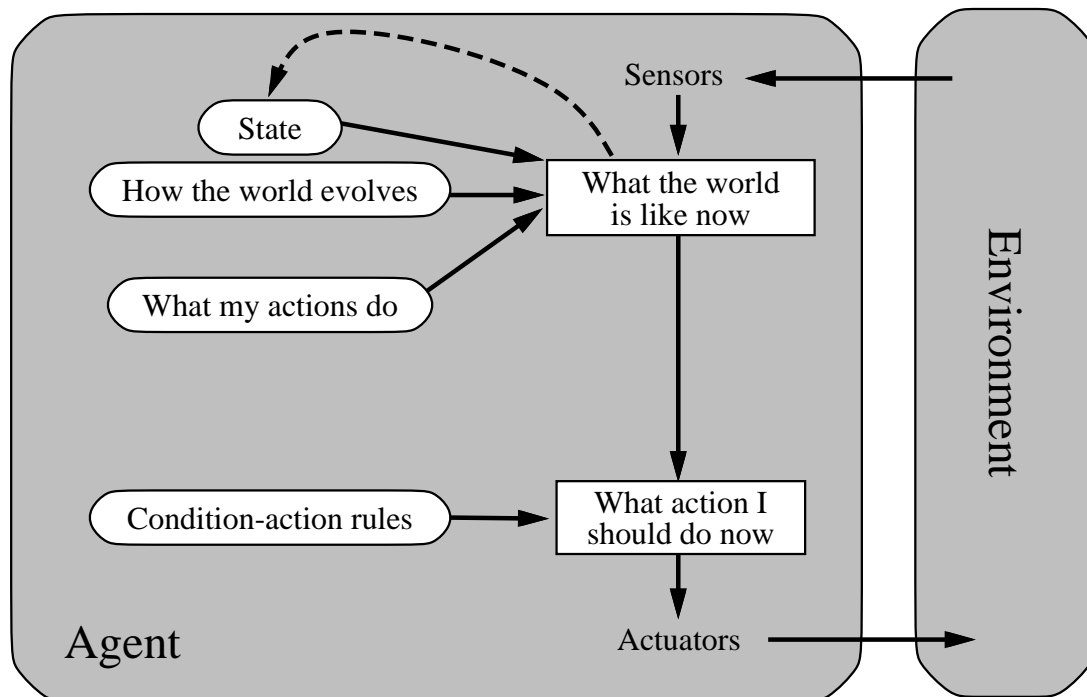 Sensors
State
How the world evolves
What the world
is like now
What my actions do
Environment
Condition-action rules
What action I
should do now
Agent
Actuators